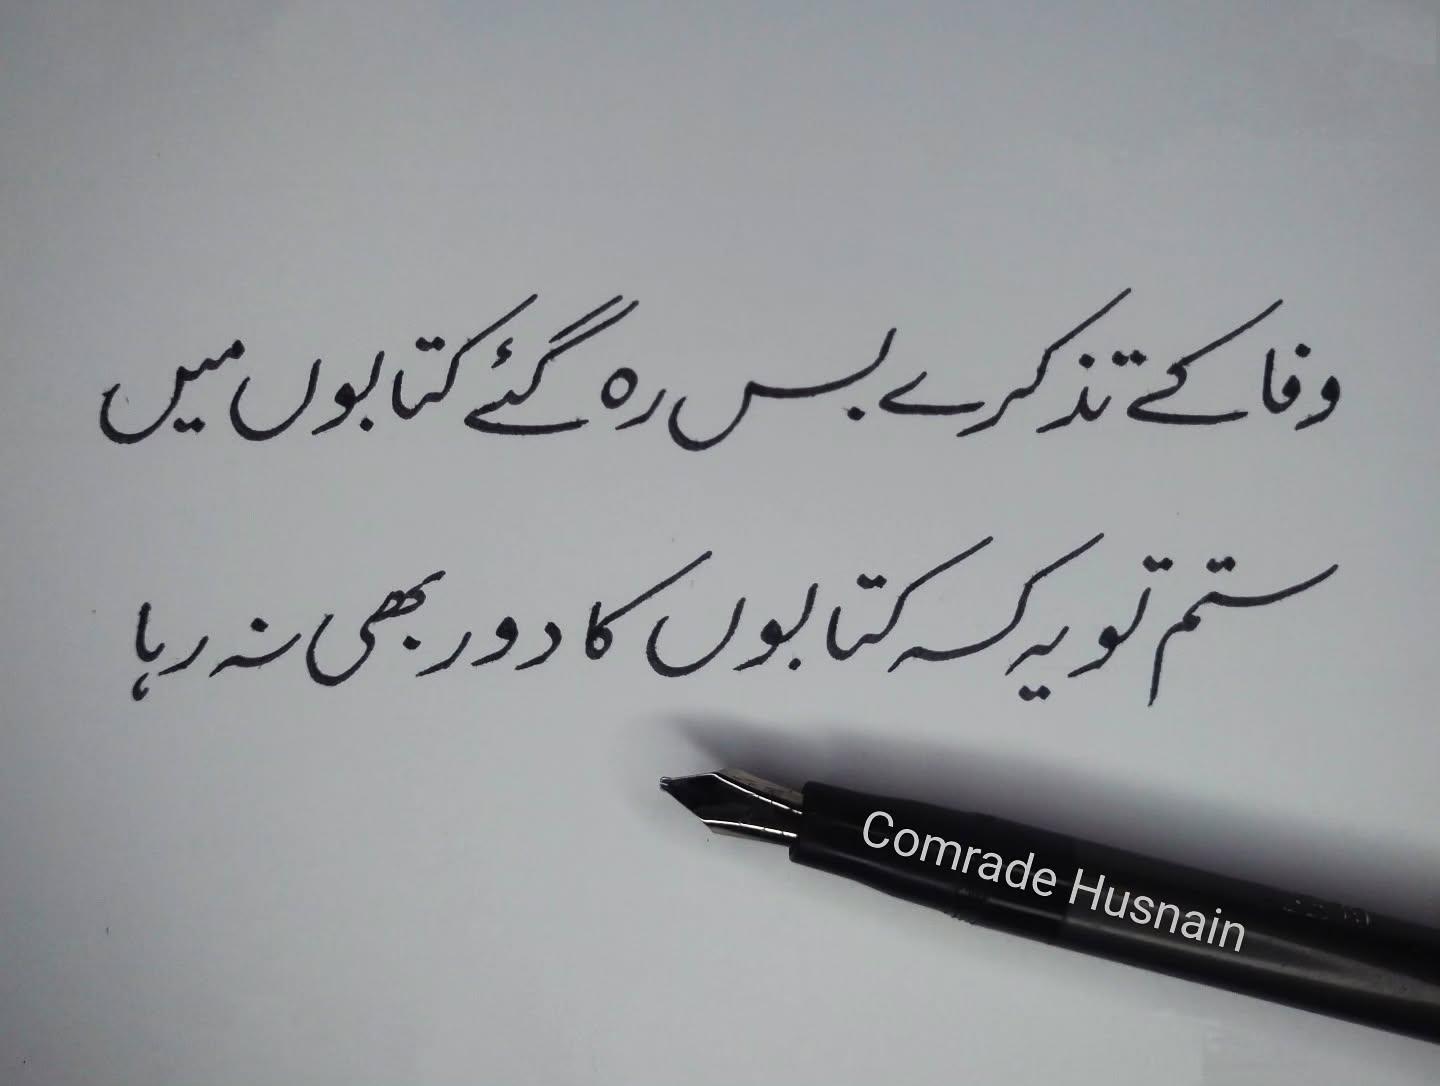 وفا کے تذکرے بس رہ گئے کتابوں میں
ستم تو یہ کہ کتابوں کا دور بھی نہ رہا
Comrade Husnain